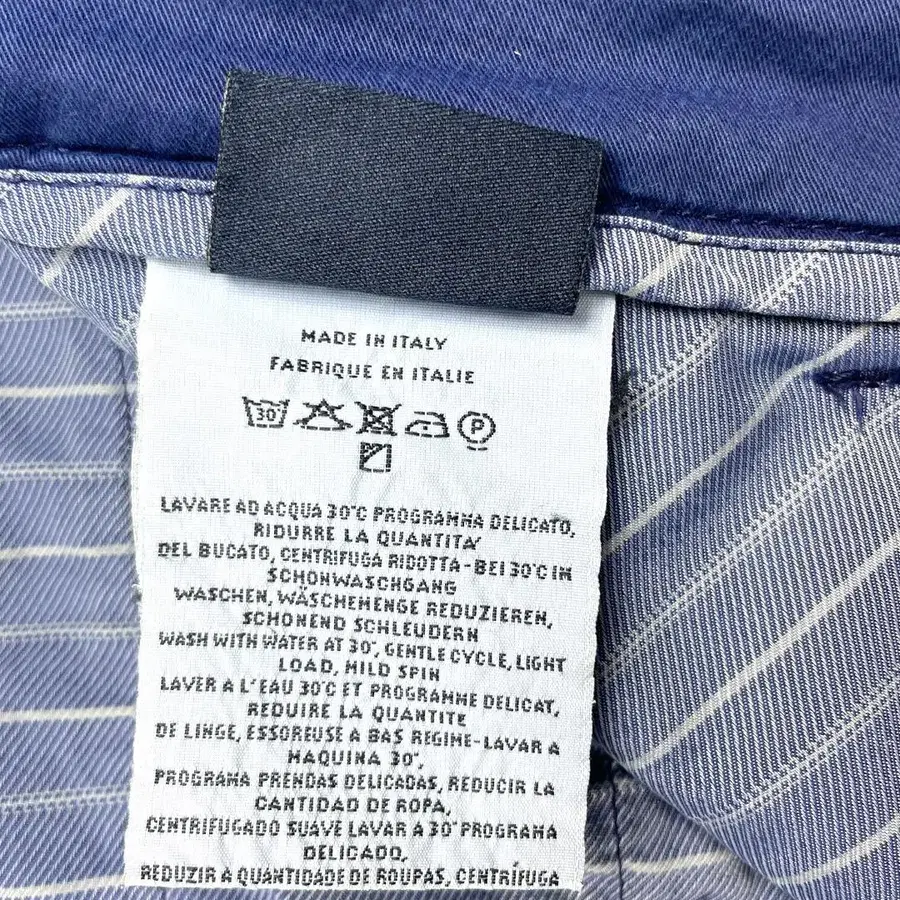 MADE IN ITALY
FABRIQUE EN ITALIE
30
P
LAVARE AD ACQUA 30°C PROGRAMMA DELICATO,
RIDURRE LA QUANTITA'
DEL BUCATO, CENTRIFUGA RIDOTTA - BEI 30°C IM
SCHONWASCHGANG
WASCHEN, WÄSCHEMENGE REDUZIEREN,
SCHONEND SCHLEUDERN
WASH WITH WATER AT 30°, GENTLE CYCLE, LIGHT
LOAD, MILD SPIN
LAVER A L'EAU 30°C ET PROGRAMME DELICAT,
REDUIRE LA QUANTITE
DE LINGE, ESSOREUSE A BAS REGIME-LAVAR A
MAQUINA 30°,
PROGRAMA PRENDAS DELICADAS, REDUCIR LA
CANTIDAD DE ROPA,
CENTRIFUGADO SUAVE LAVAR A 30° PROGRAMA
DELICADO,
REDUZIR A QUANTIDADE DE ROUPAS, CENTRÍFUGA